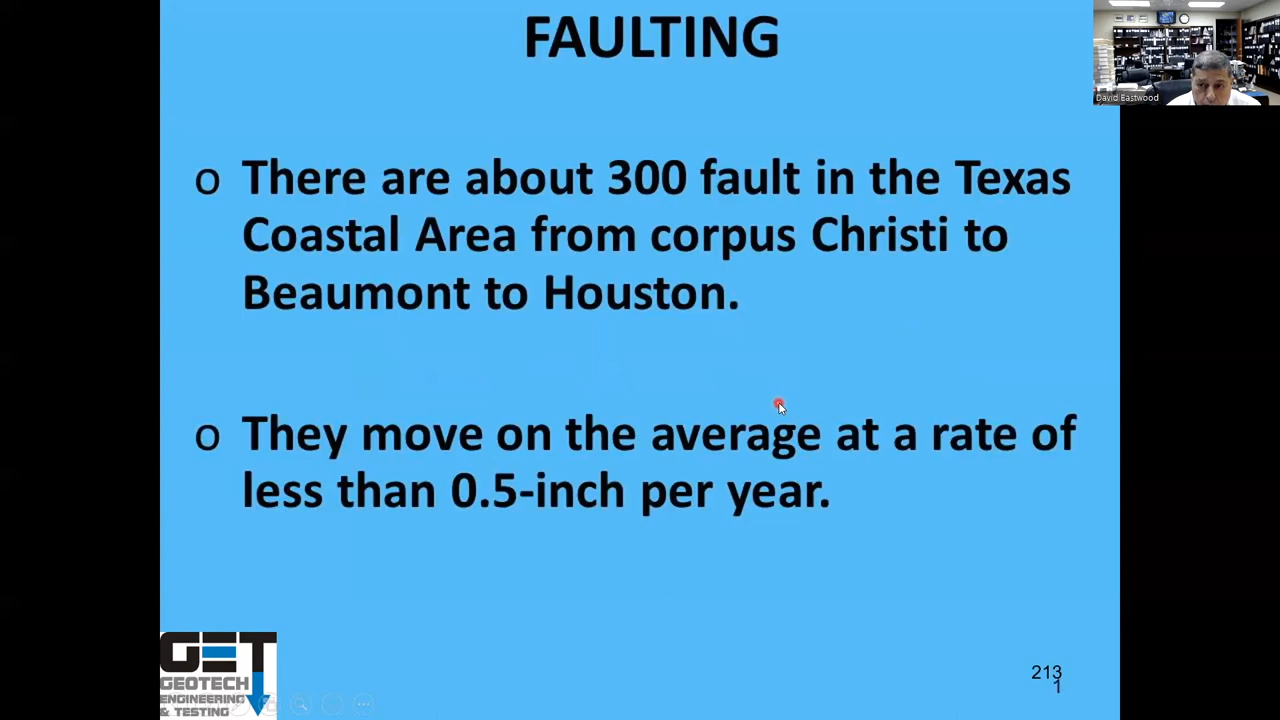 FAULTING
David Eastwood
o There are about 300 fault in the Texas
Coastal Area from corpus Christi to
Beaumont to Houston.
o They move on the average at a rate of
less than 0.5-inch per year.
GET
GEOTECH
ENGINEERING
& TESTING
213
1